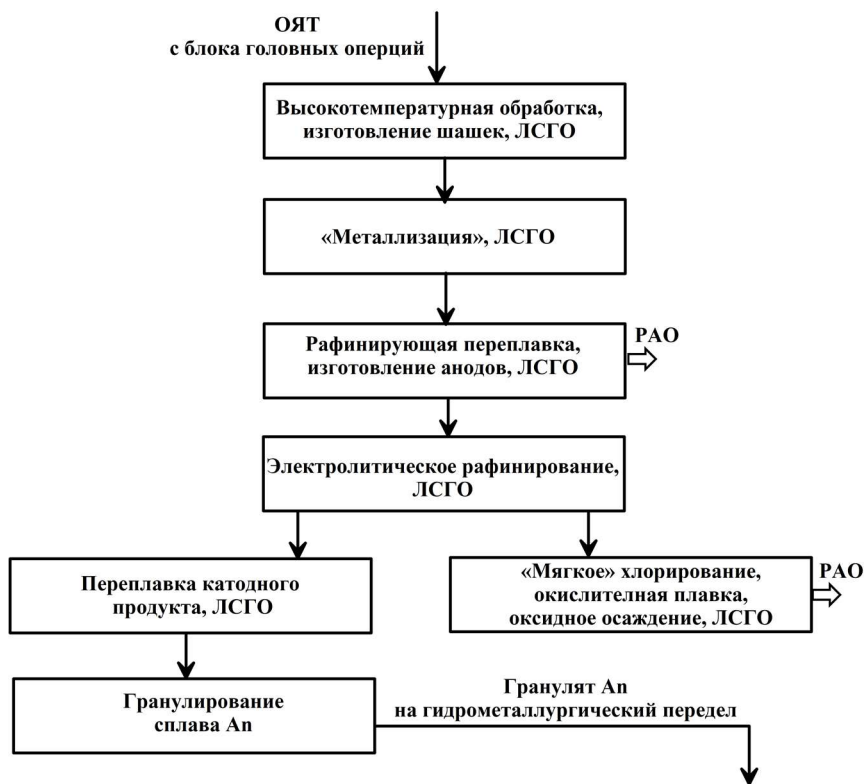 ОЯТ
с блока головных оперций
Высокотемпературная обработка,
изготовление шашек, ЛСГО
«Металлизация», ЛСГО
Рафинирующая переплавка,
изготовление анодов, ЛСГО
РАО
Электролитическое рафинирование,
ЛСГО
Переплавка катодного
продукта, ЛСГО
«Мягкое» хлорирование,
окислителная плавка,
оксидное осаждение, ЛСГО
РАО
Гранулирование
сплава An
Гранулят An
на гидрометаллургический передел